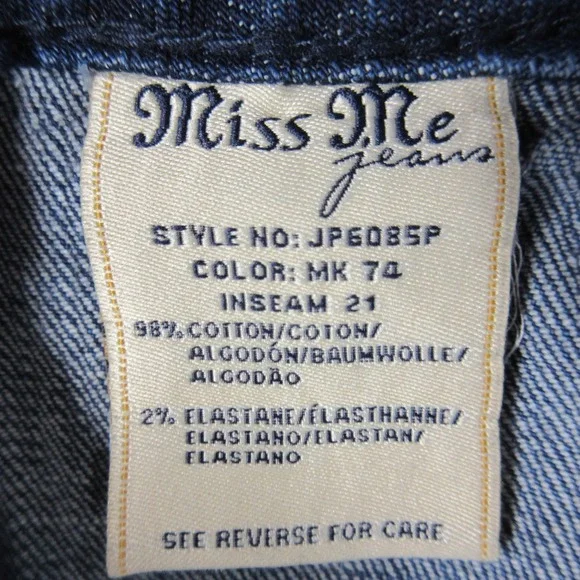 Miss Me
jeans
STYLE NO: JP6085P
COLOR: MK 74
INSEAM 21
98% COTTON/COTON/
ALGODÓN/BAUMWOLLE/
ALGODÃO
2% ELASTANE/ÉLASTHANNE/
ELASTANO/ELASTAN/
ELASTANO
SEE REVERSE FOR CARE